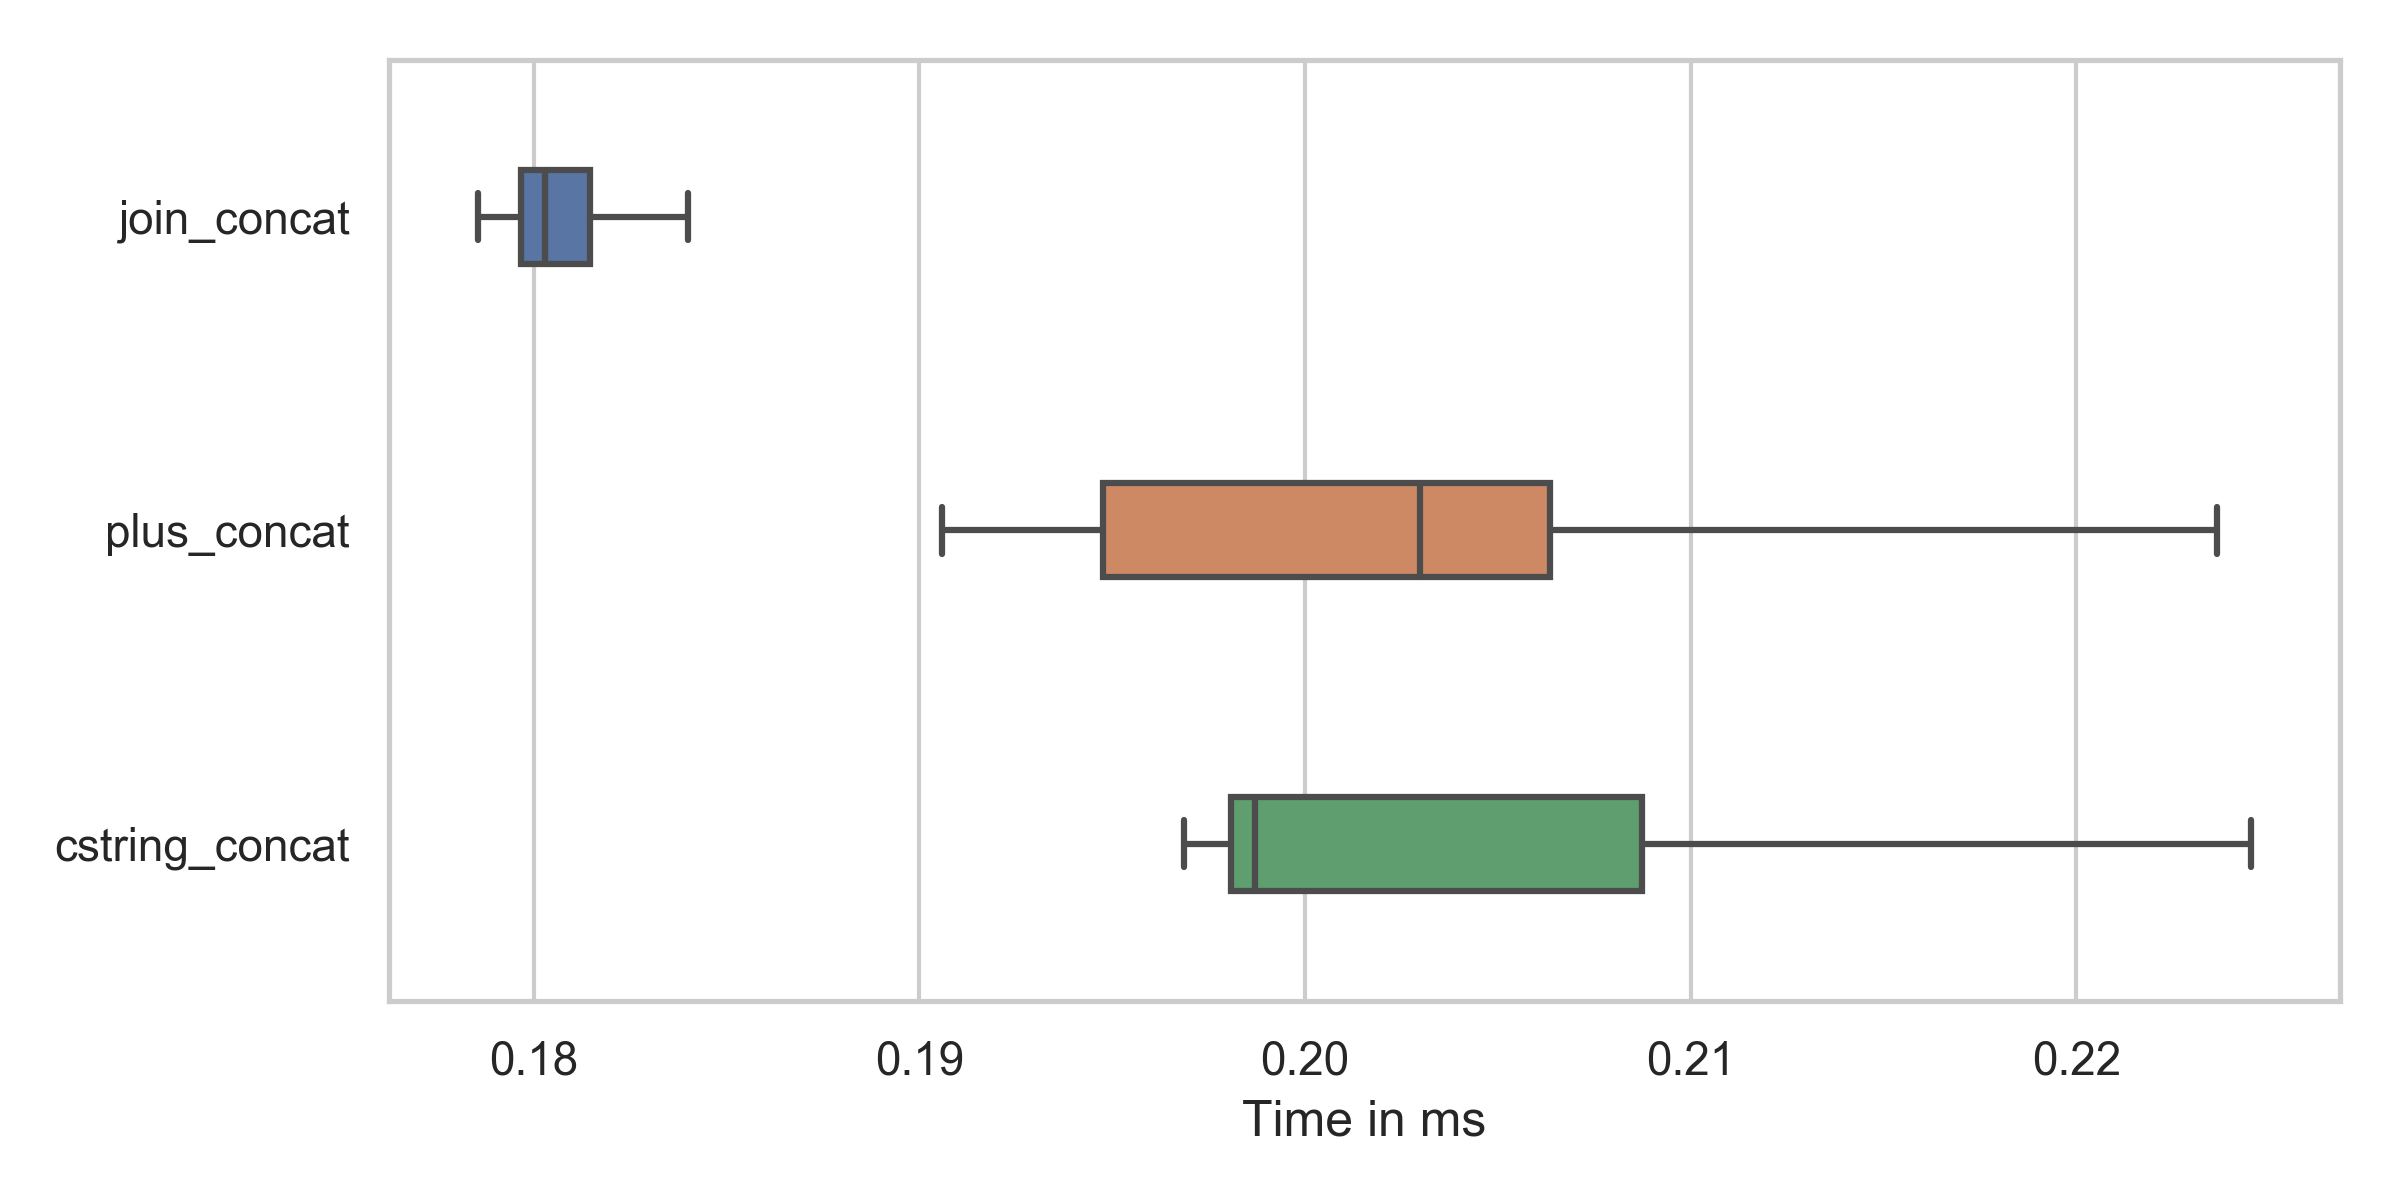 join_concat
plus_concat
cstring_concat
0.18 0.19 0.20 0.21 0.22
Time in ms